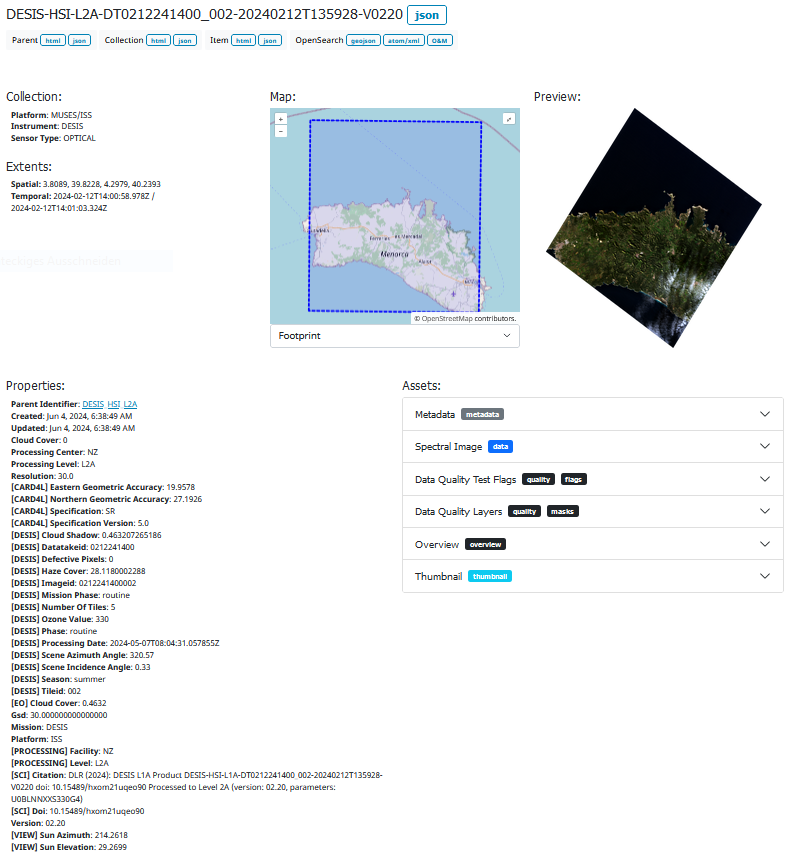 DESIS-HSI-L2A-DT0212241400_002-20240212T135928-V0220 json
Parent html json Collection html json Item html json OpenSearch geojson atom/xml O&M
Collection:
Platform: MUSES/ISS
Instrument: DESIS
Sensor Type: OPTICAL
Extents:
Spatial: 3.8089, 39.8228, 4.2979, 40.2393
Temporal: 2024-02-12T14:00:58.978Z /
2024-02-12T14:01:03.324Z
Map:
+
−
Menorca
© OpenStreetMap contributors.
Footprint
Preview:
Properties:
Parent Identifier: DESIS_HSI_L2A
Created: Jun 4, 2024, 6:38:49 AM
Updated: Jun 4, 2024, 6:38:49 AM
Cloud Cover: 0
Processing Center: NZ
Processing Level: L2A
Resolution: 30.0
[CARD4L] Eastern Geometric Accuracy: 19.9578
[CARD4L] Northern Geometric Accuracy: 27.1926
[CARD4L] Specification: SR
[CARD4L] Specification Version: 5.0
[DESIS] Cloud Shadow: 0.463207265186
[DESIS] Datatakeid: 0212241400
[DESIS] Defective Pixels: 0
[DESIS] Haze Cover: 28.1180002288
[DESIS] Imageid: 0212241400002
[DESIS] Mission Phase: routine
[DESIS] Number Of Tiles: 5
[DESIS] Ozone Value: 330
[DESIS] Phase: routine
[DESIS] Processing Date: 2024-05-07T08:04:31.057855Z
[DESIS] Scene Azimuth Angle: 320.57
[DESIS] Scene Incidence Angle: 0.33
[DESIS] Season: summer
[DESIS] Tileid: 002
[EO] Cloud Cover: 0.4632
Gsd: 30.000000000000000
Mission: DESIS
Platform: ISS
[PROCESSING] Facility: NZ
[PROCESSING] Level: L2A
[SCI] Citation: DLR (2024): DESIS L1A Product DESIS-HSI-L1A-DT0212241400_002-20240212T135928-
V0220 doi: 10.15489/hxom21uqeo90 Processed to Level 2A (version: 02.20, parameters:
U0BLNNXXS330G4)
[SCI] Doi: 10.15489/hxom21uqeo90
Version: 02.20
[VIEW] Sun Azimuth: 214.2618
[VIEW] Sun Elevation: 29.2699
Assets:
Metadata metadata
Spectral Image data
Data Quality Test Flags quality flags
Data Quality Layers quality masks
Overview overview
Thumbnail thumbnail